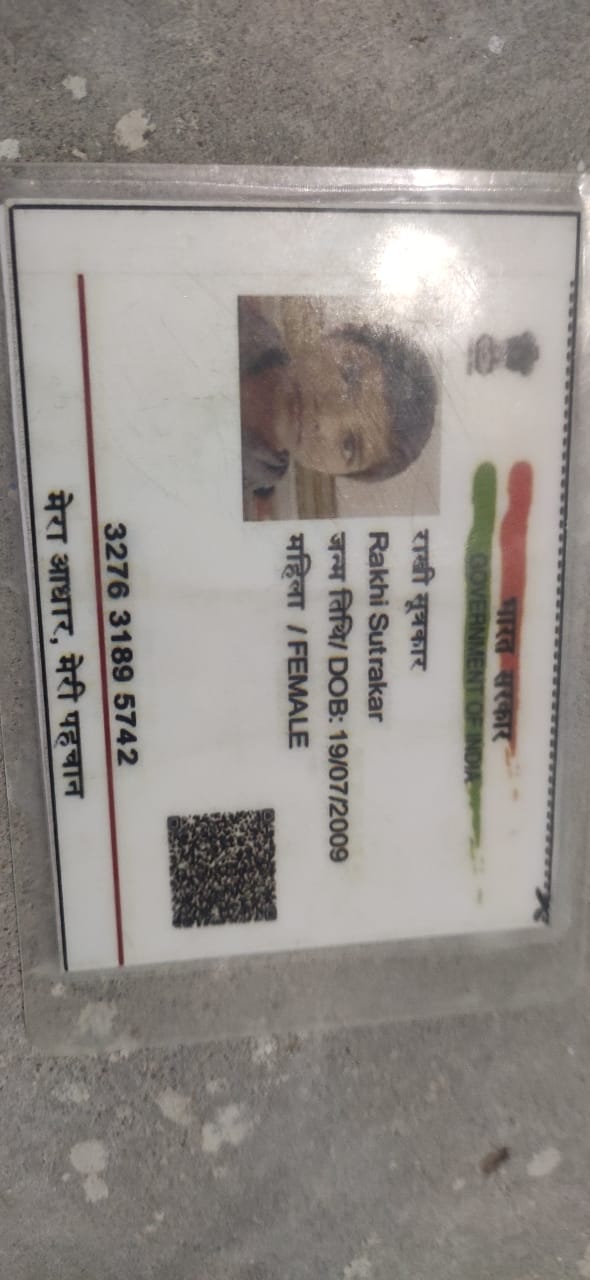 भारत सरकार
GOVERNMENT OF INDIA
राखी सूत्रकार
Rakhi Sutrakar
जन्म तिथि/ DOB: 19/07/2009
महिला / FEMALE
3276 3189 5742
मेरा आधार, मेरी पहचान